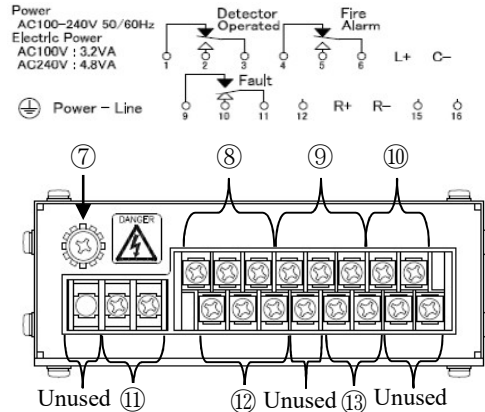 Power
AC100-240V 50/60Hz
Electric Power
AC100V : 3.2VA
AC240V : 4.8VA
Detector
Operated
Fire
Alarm
1 2 3 4 5 6 L+ C-
Fault
Power - Line 9 10 11 12 R+ R- 15 16
⑦ ⑧ ⑨ ⑩
DANGER
Unused ⑪ ⑫ Unused ⑬ Unused